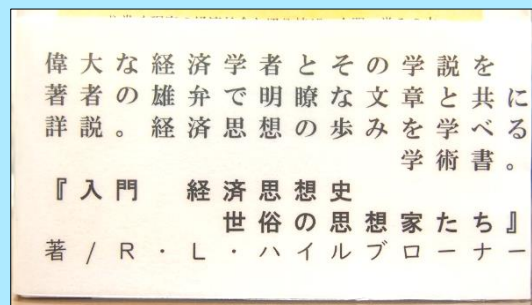 偉大な経済学者とその学説を
著者の雄弁で明瞭な文章と共に
詳説。経済思想の歩みを学べる
学術書。
『入門　経済思想史
世俗の思想家たち』
著/R・L・ハイルブローナー